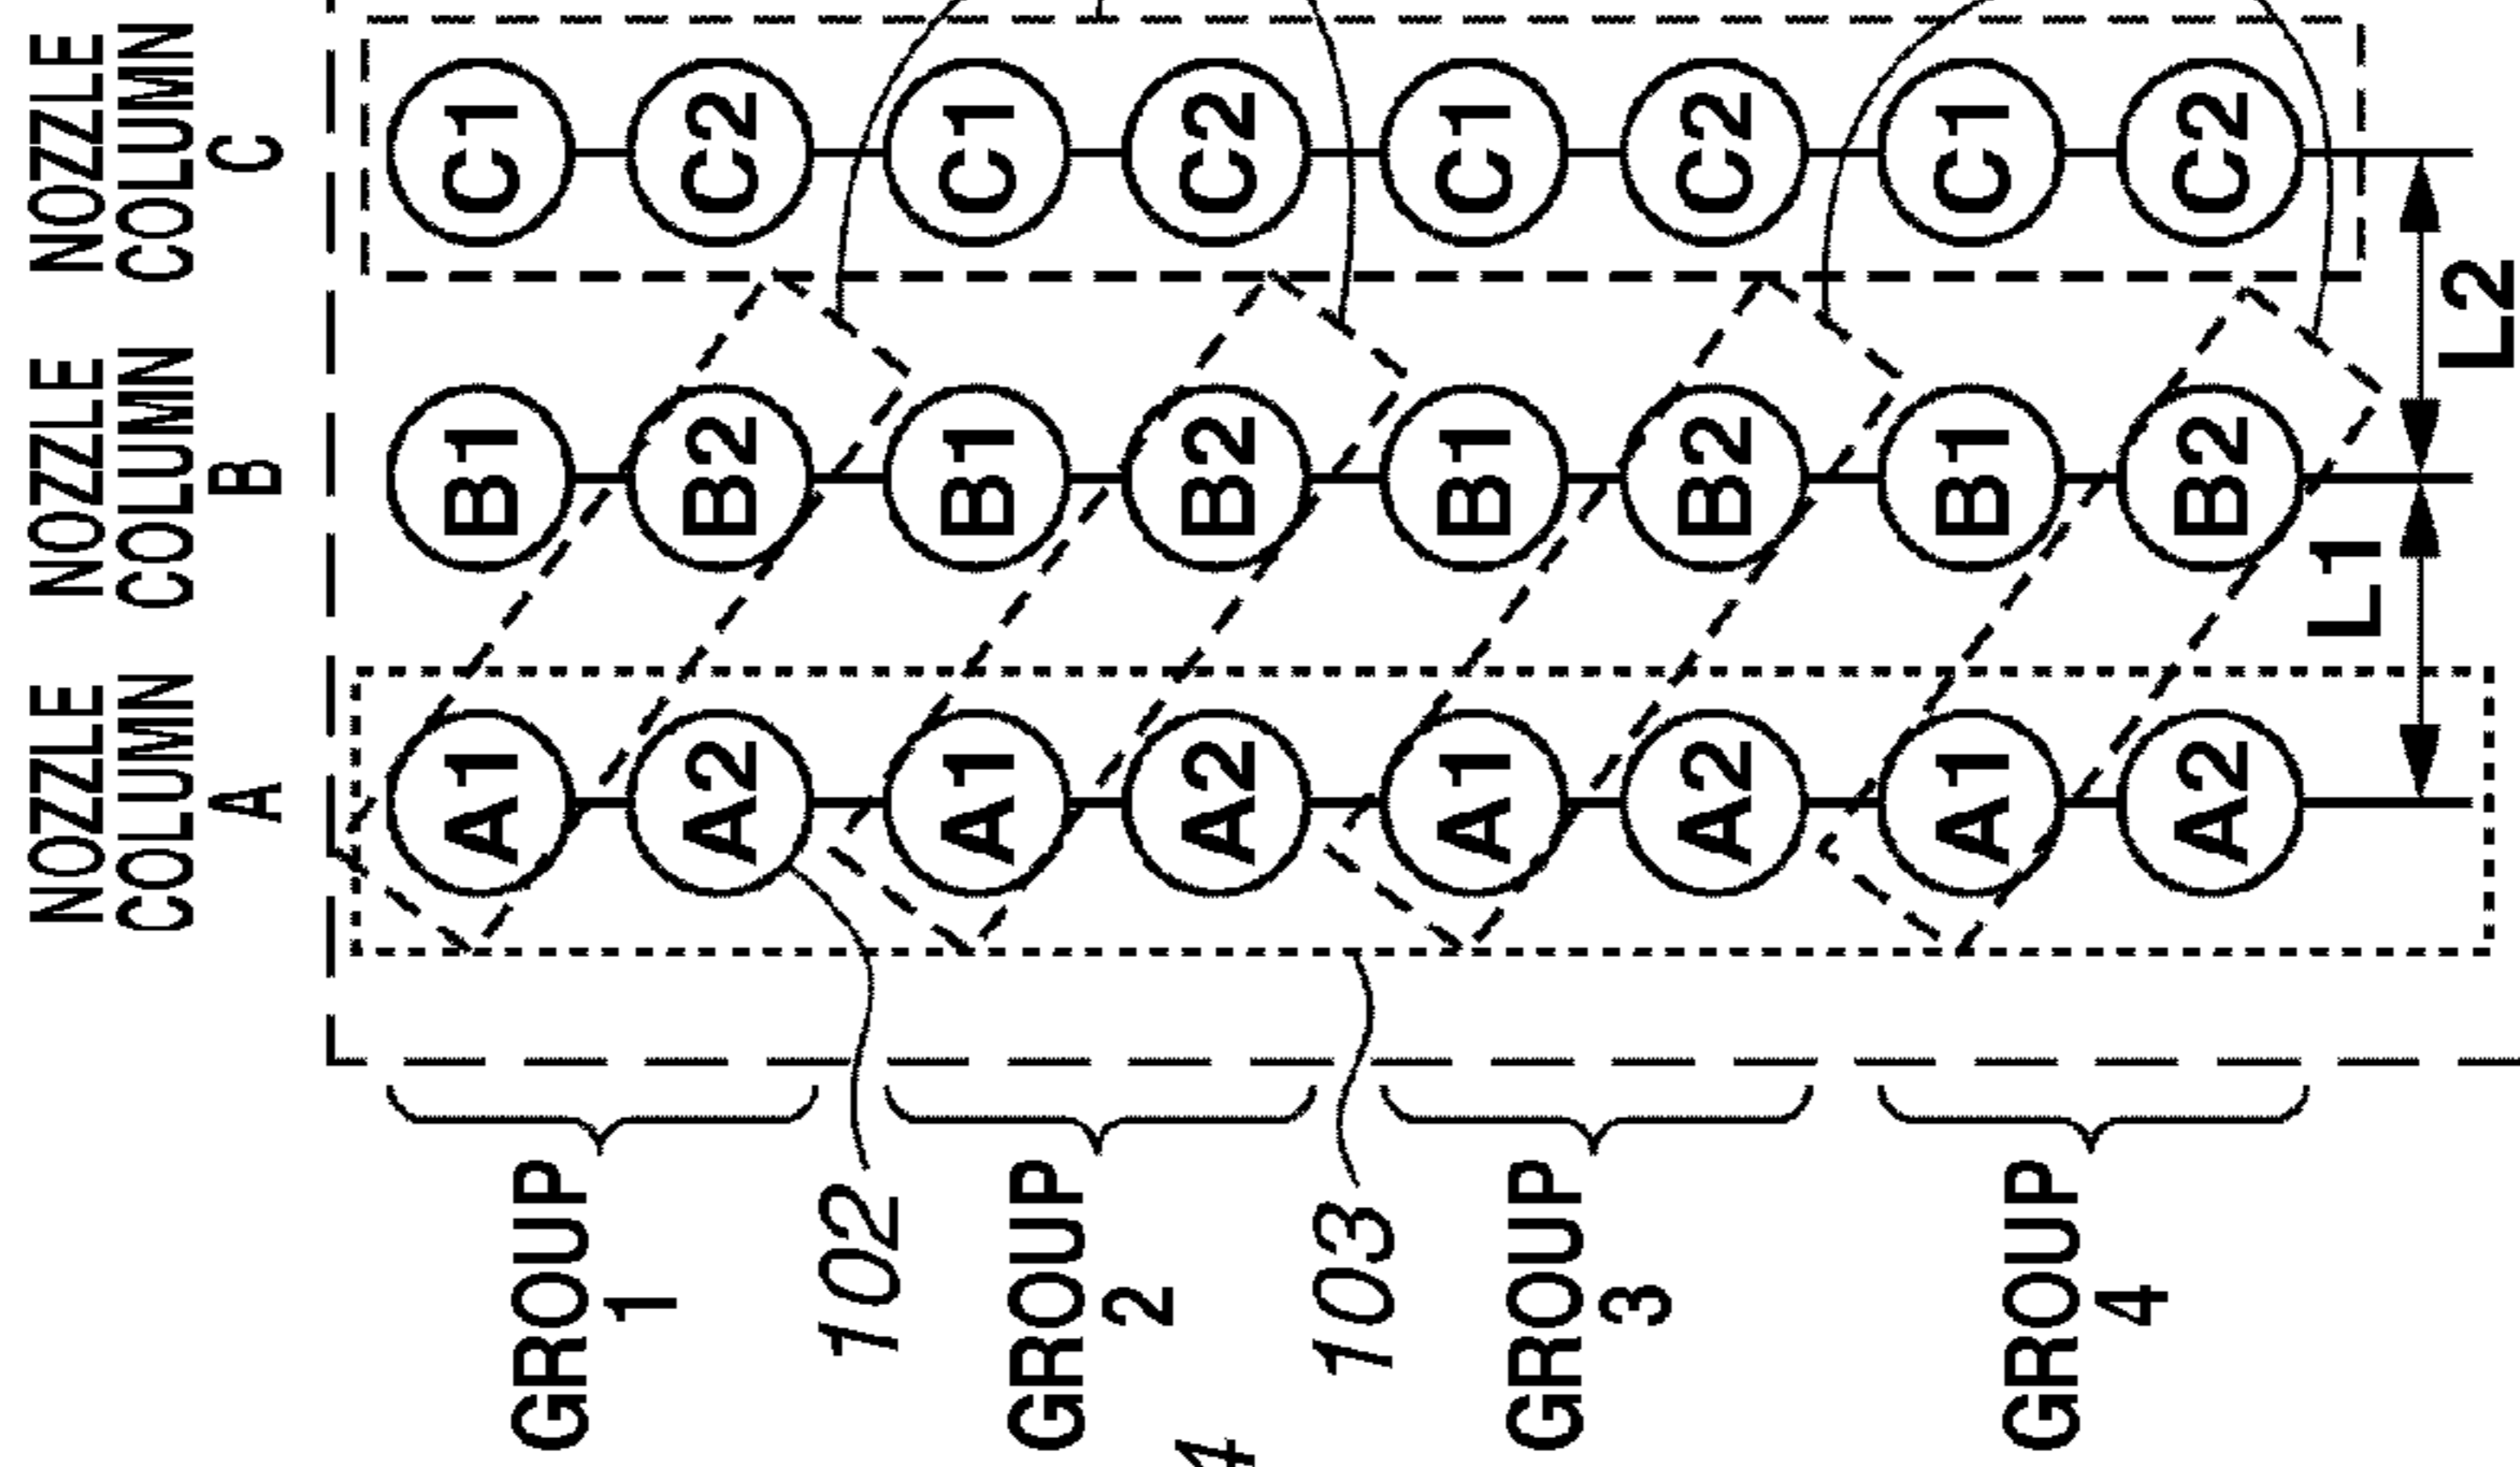 NOZZLE COLUMN A
NOZZLE COLUMN B
NOZZLE COLUMN C
GROUP 1
A1 B1 C1
A2 B2 C2
102
GROUP 2
A1 B1 C1
A2 B2 C2
4
103
GROUP 3
A1 B1 C1
A2 B2 C2
GROUP 4
A1 B1 C1
A2 B2 C2
L1
L2